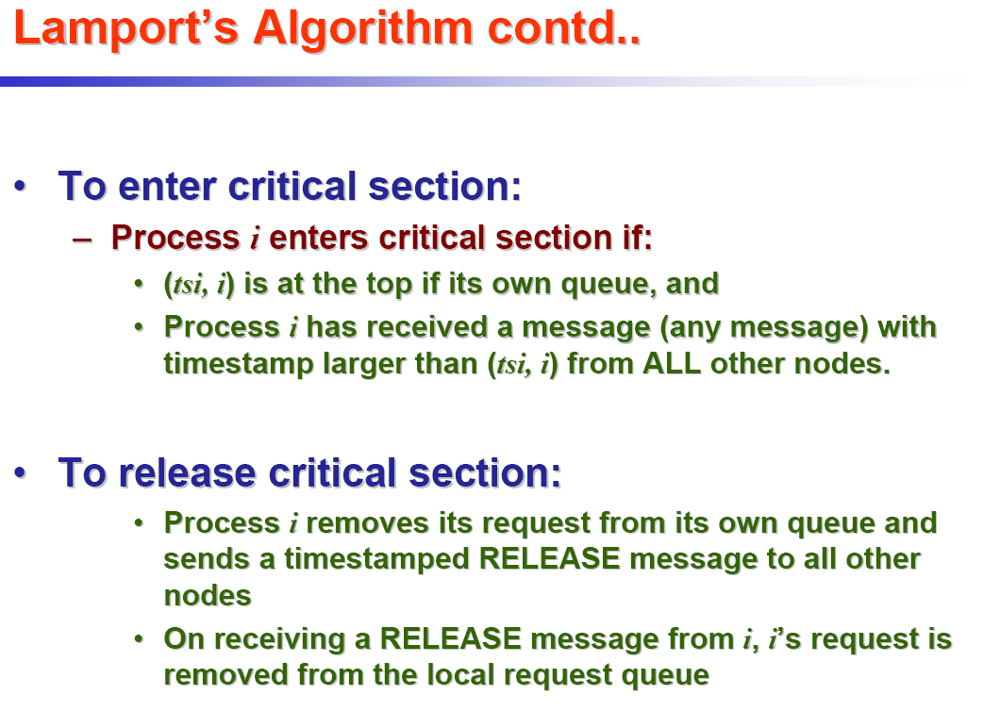 Lamport’s Algorithm contd..
• To enter critical section:
– Process i enters critical section if:
• (tsi, i) is at the top if its own queue, and
• Process i has received a message (any message) with
timestamp larger than (tsi, i) from ALL other nodes.
• To release critical section:
• Process i removes its request from its own queue and
sends a timestamped RELEASE message to all other
nodes
• On receiving a RELEASE message from i, i’s request is
removed from the local request queue